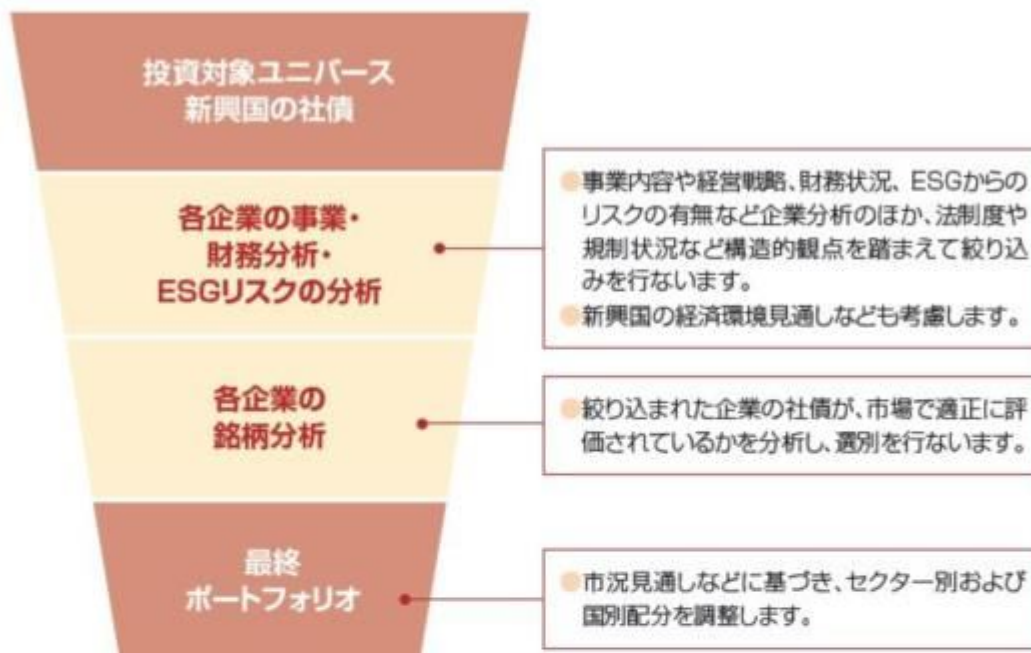 投資対象ユニバース
新興国の社債
各企業の事業・
財務分析・
ESGリスクの分析
●事業内容や経営戦略、財務状況、ESGからの
リスクの有無など企業分析のほか、法制度や
規制状況など構造的観点を踏まえて絞り込
みを行ないます。
●新興国の経済環境見通しなども考慮します。
各企業の
銘柄分析
●絞り込まれた企業の社債が、市場で適正に評
価されているかを分析し、選別を行ないます。
最終
ポートフォリオ
●市況見通しなどに基づき、セクター別および
国別配分を調整します。